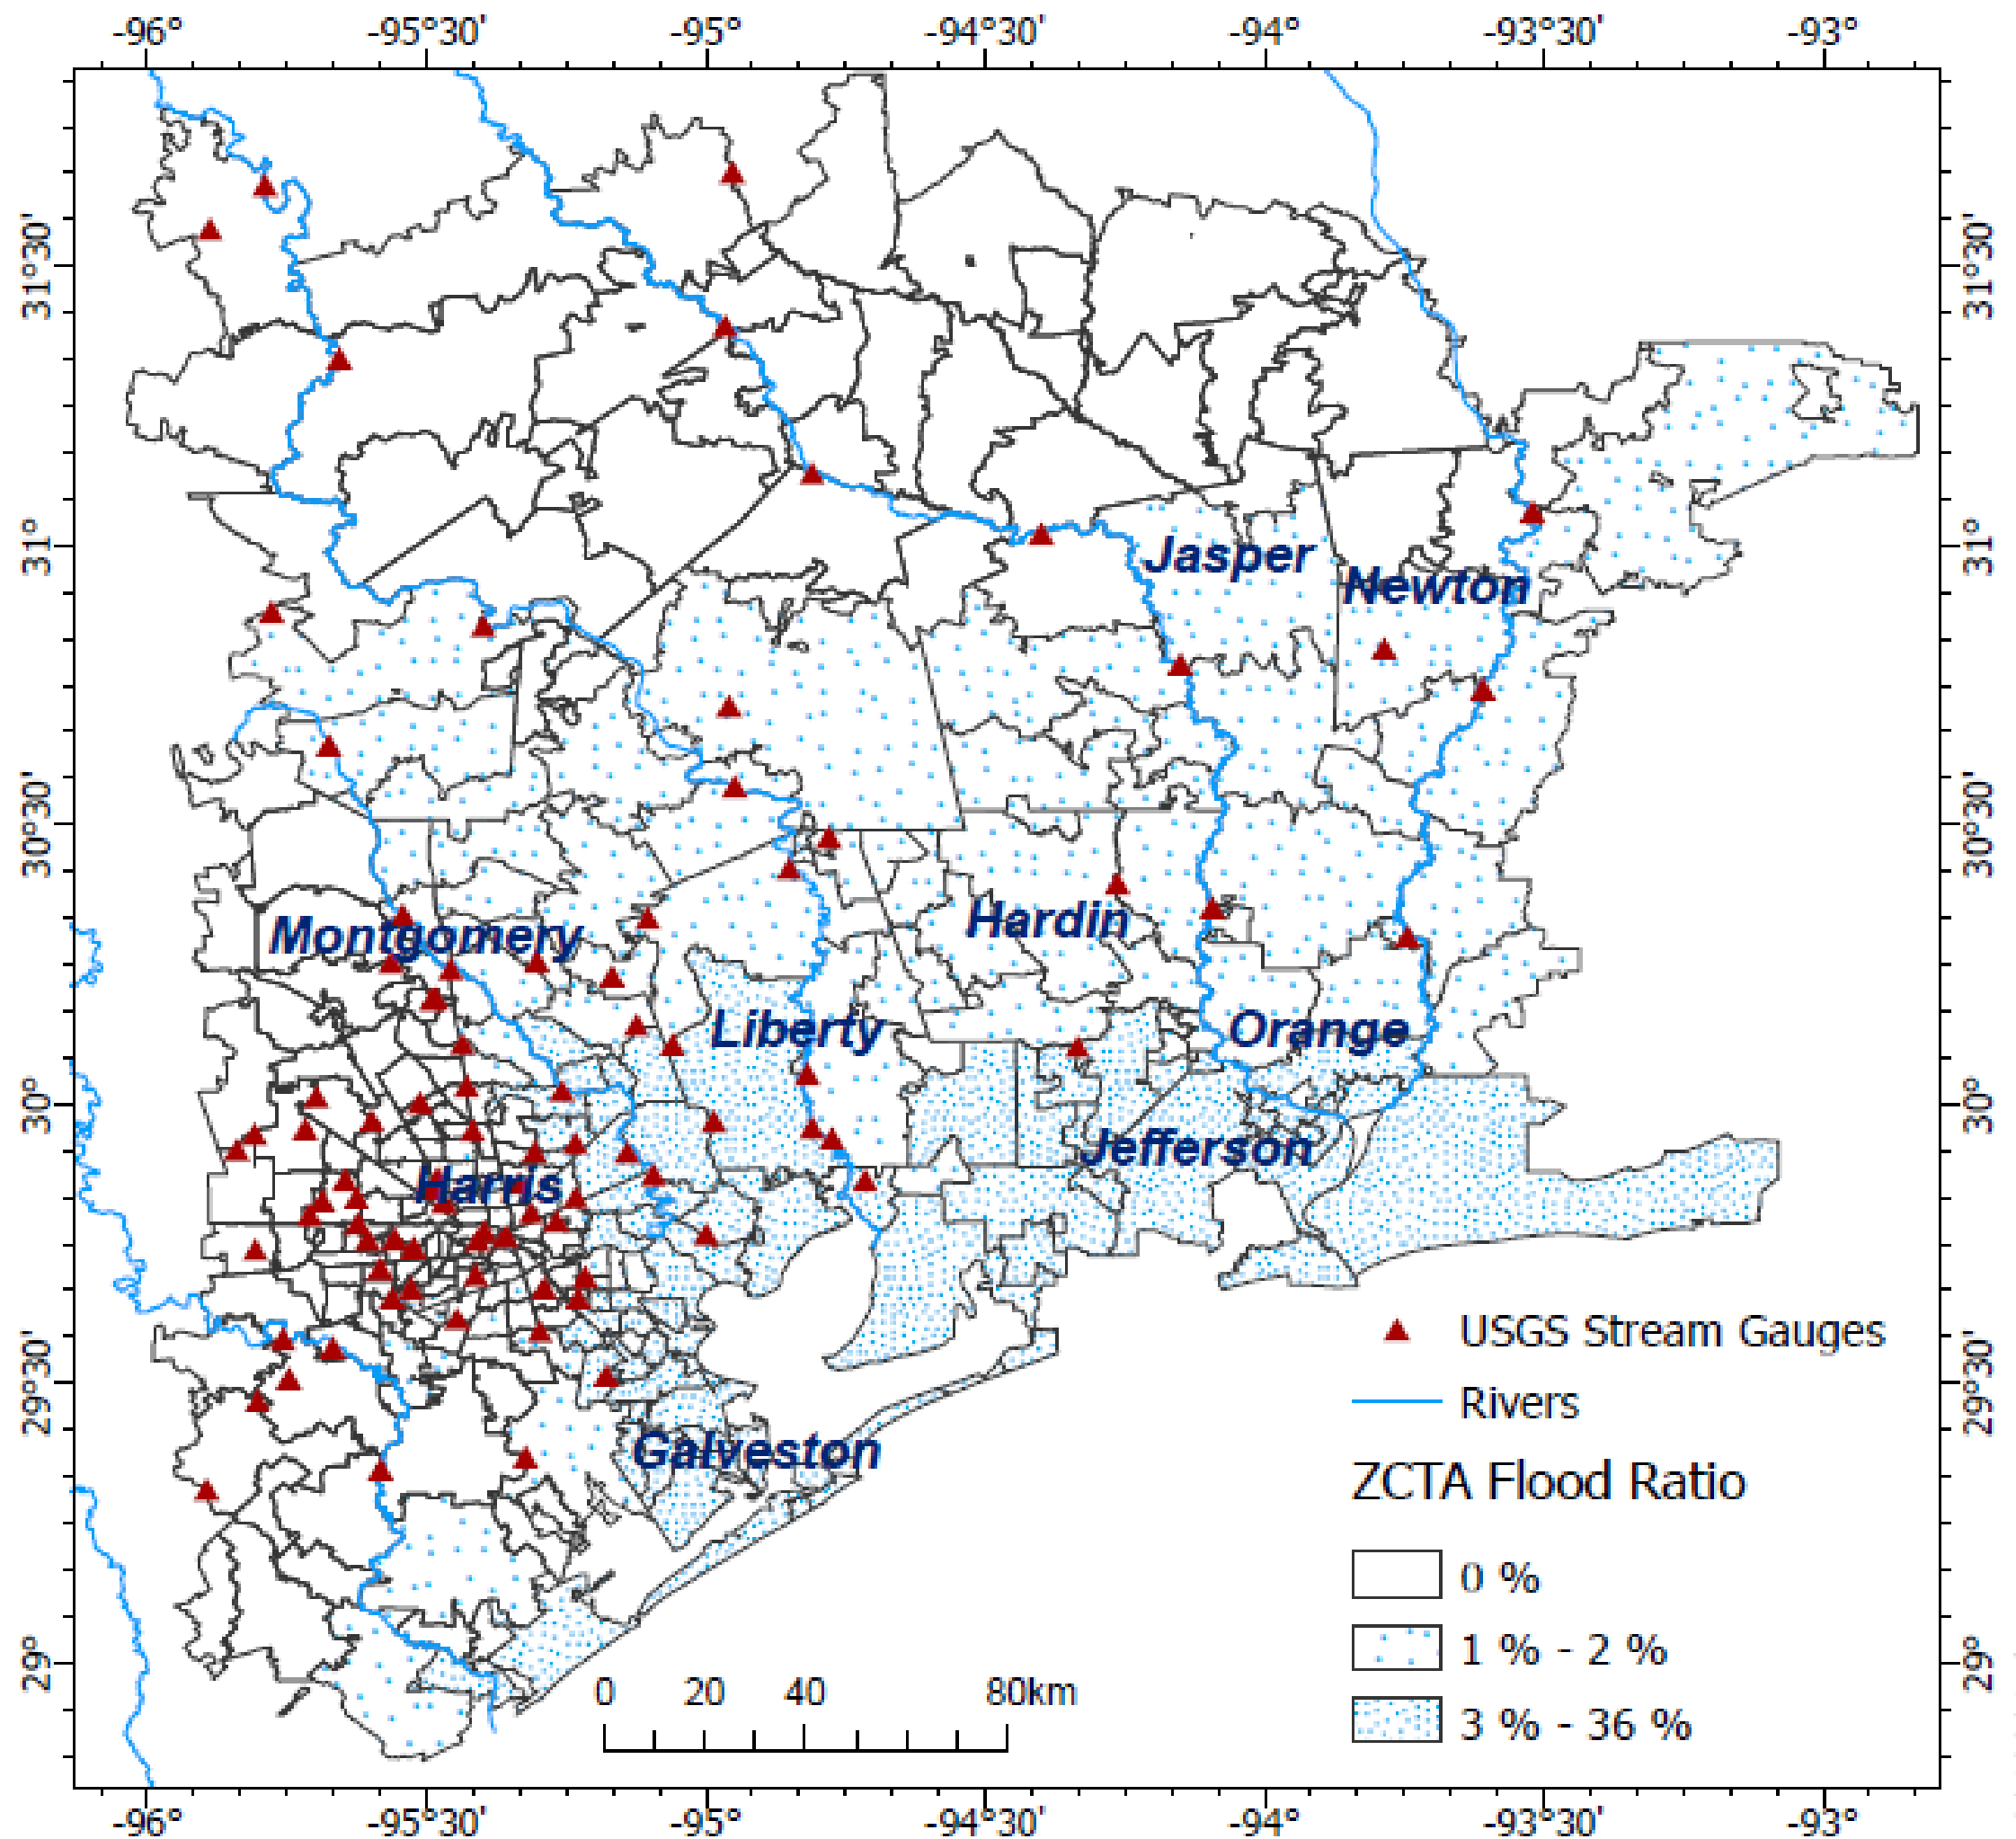 -96° -95°30' -95° -94°30' -94° -93°30' -93°
31°30' 31°30'
31° 31°
Jasper
Newton
30°30' 30°30'
Montgomery Hardin
Liberty Orange
30° 30°
Jefferson
Harris
USGS Stream Gauges
29°30' 29°30'
Rivers
Galveston
ZCTA Flood Ratio
0 %
1 % - 2 %
29° 29°
0 20 40 80km
3 % - 36 %
-96° -95°30' -95° -94°30' -94° -93°30' -93°